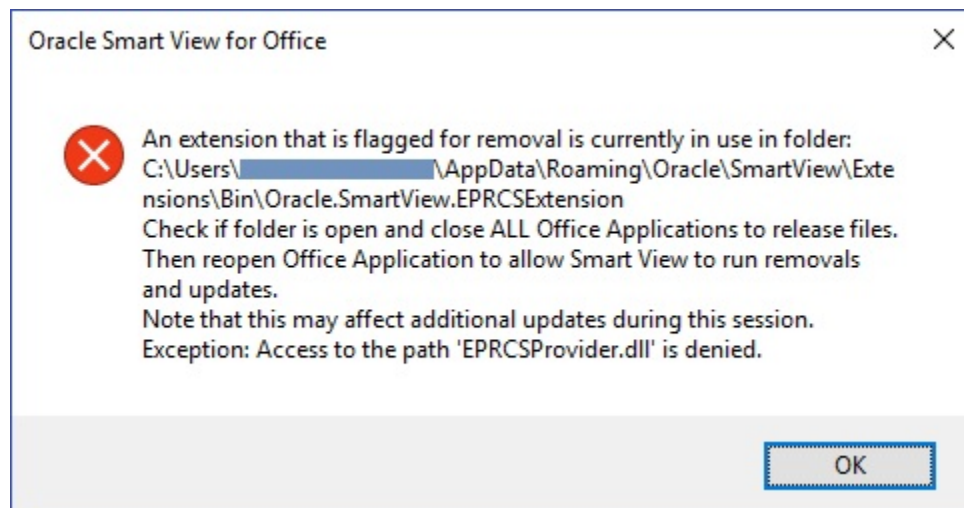 Oracle Smart View for Office
An extension that is flagged for removal is currently in use in folder:
C:\Users\ \AppData\Roaming\Oracle\SmartView\Exte
nsions\Bin\Oracle.SmartView.EPRCSExtension
Check if folder is open and close ALL Office Applications to release files.
Then reopen Office Application to allow Smart View to run removals
and updates.
Note that this may affect additional updates during this session.
Exception: Access to the path 'EPRCSProvider.dll' is denied.
OK